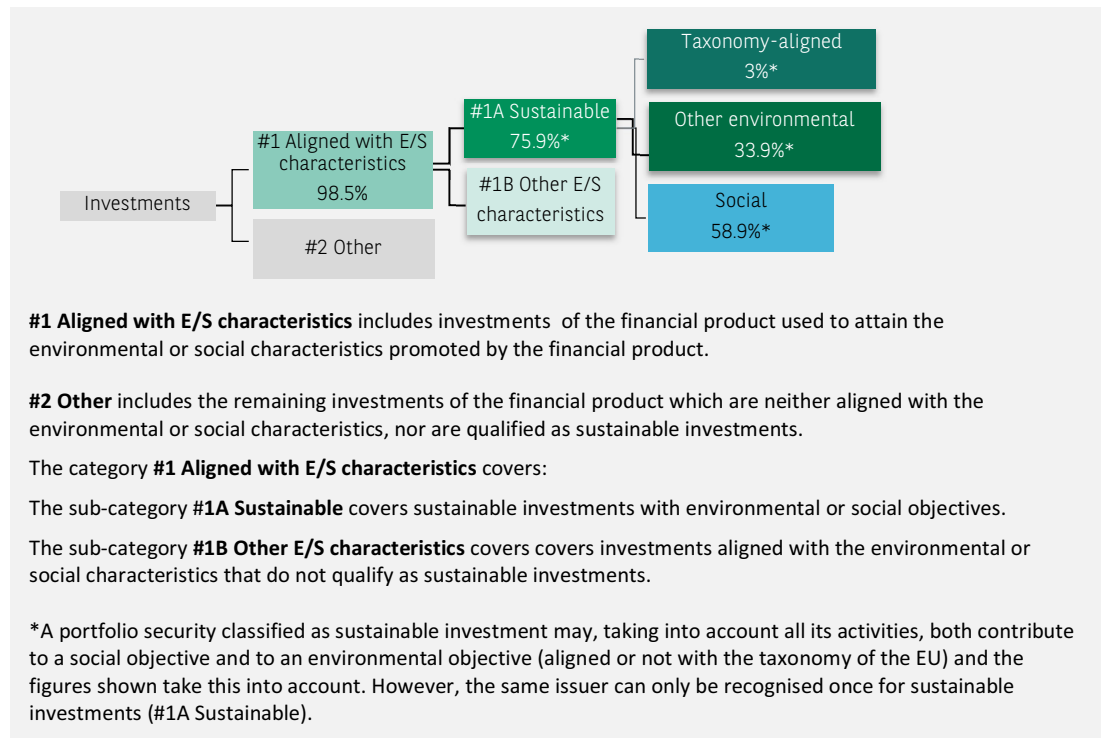 Taxonomy-aligned
3%*
#1A Sustainable
75.9%*
Other environmental
33.9%*
#1 Aligned with E/S
characteristics
98.5%
#1B Other E/S
characteristics
Investments
Social
58.9%*
#2 Other
#1 Aligned with E/S characteristics includes investments of the financial product used to attain the
environmental or social characteristics promoted by the financial product.
#2 Other includes the remaining investments of the financial product which are neither aligned with the
environmental or social characteristics, nor are qualified as sustainable investments.
The category #1 Aligned with E/S characteristics covers:
The sub-category #1A Sustainable covers sustainable investments with environmental or social objectives.
The sub-category #1B Other E/S characteristics covers covers investments aligned with the environmental or
social characteristics that do not qualify as sustainable investments.
*A portfolio security classified as sustainable investment may, taking into account all its activities, both contribute
to a social objective and to an environmental objective (aligned or not with the taxonomy of the EU) and the
figures shown take this into account. However, the same issuer can only be recognised once for sustainable
investments (#1A Sustainable).